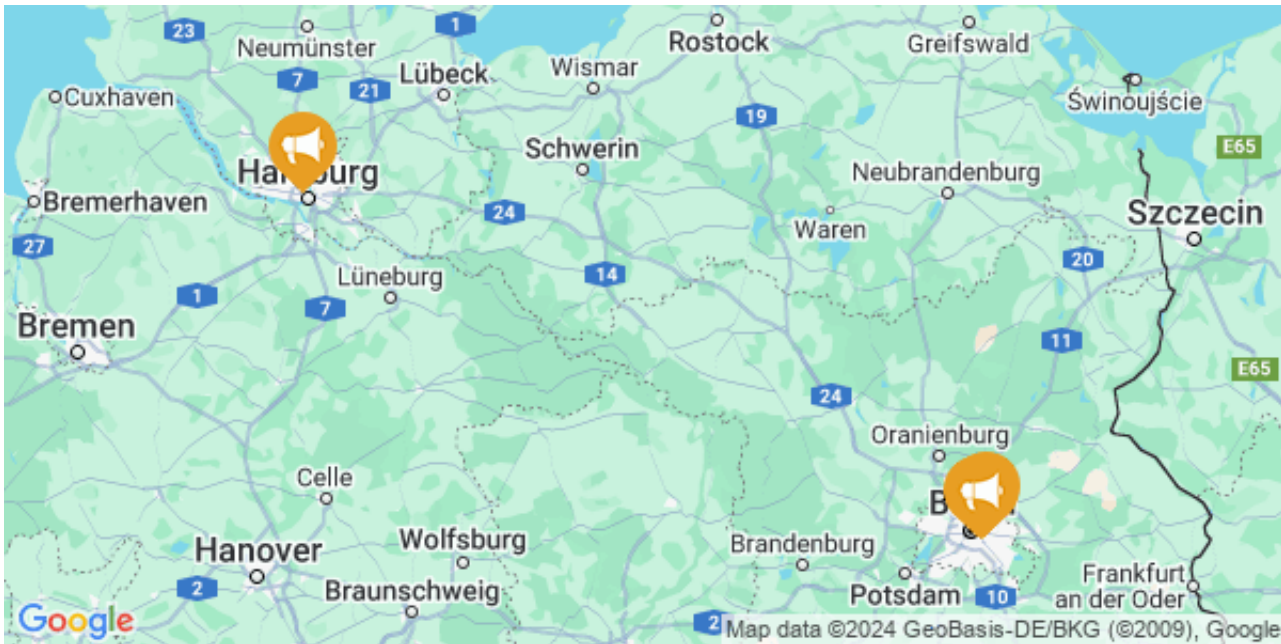 23
1
Neumünster
Rostock
Greifswald
7
Lübeck
Wismar
21
Cuxhaven
Świnoujście
19
E65
Schwerin
Neubrandenburg
Bremerhaven
24
Szczecin
Waren
27
20
Lüneburg
14
1
7
Bremen
11
E65
24
Oranienburg
Celle
Hanover
Wolfsburg
Brandenburg
Braunschweig
Potsdam
10
Frankfurt
an der Oder
2
2
Google
Map data ©2024 GeoBasis-DE/BKG (©2009), Google